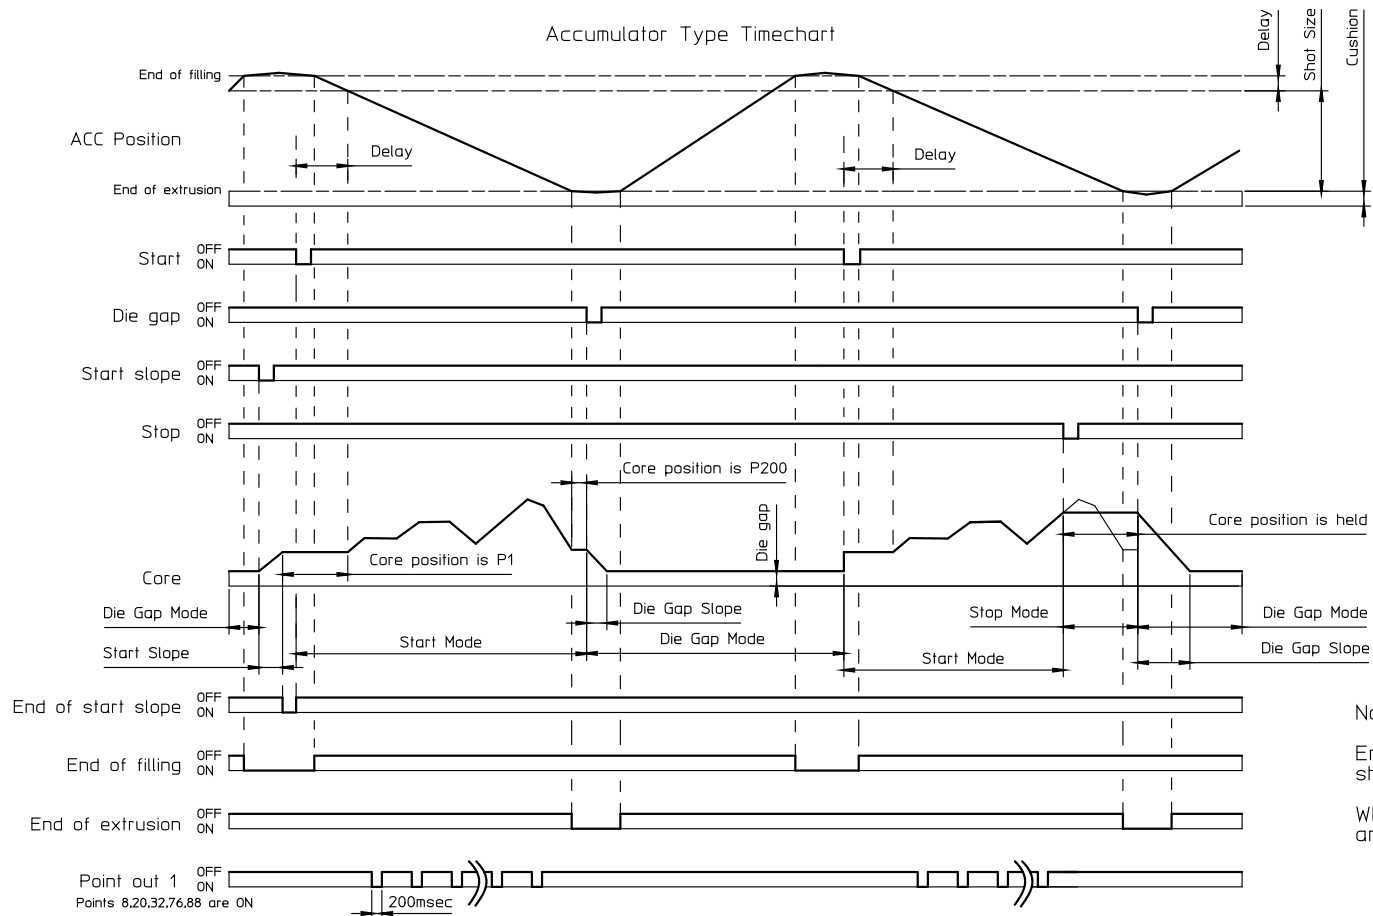 Accumulator Type Timechart
Delay
Shot Size
Cushion
End of filling
ACC Position
Delay
Delay
End of extrusion
Start OFF
ON
Die gap OFF
ON
Start slope OFF
ON
Stop OFF
ON
Core position is P200
Die gap
Core position is held
Core position is P1
Core
Die Gap Mode
Die Gap Slope
Stop Mode
Die Gap Mode
Start Mode
Die Gap Mode
Start Slope
Start Mode
Die Gap Slope
End of start slope OFF
ON
End of filling OFF
ON
End of extrusion OFF
ON
Point out 1 OFF
ON
Points 8,20,32,76,88 are ON
200msec